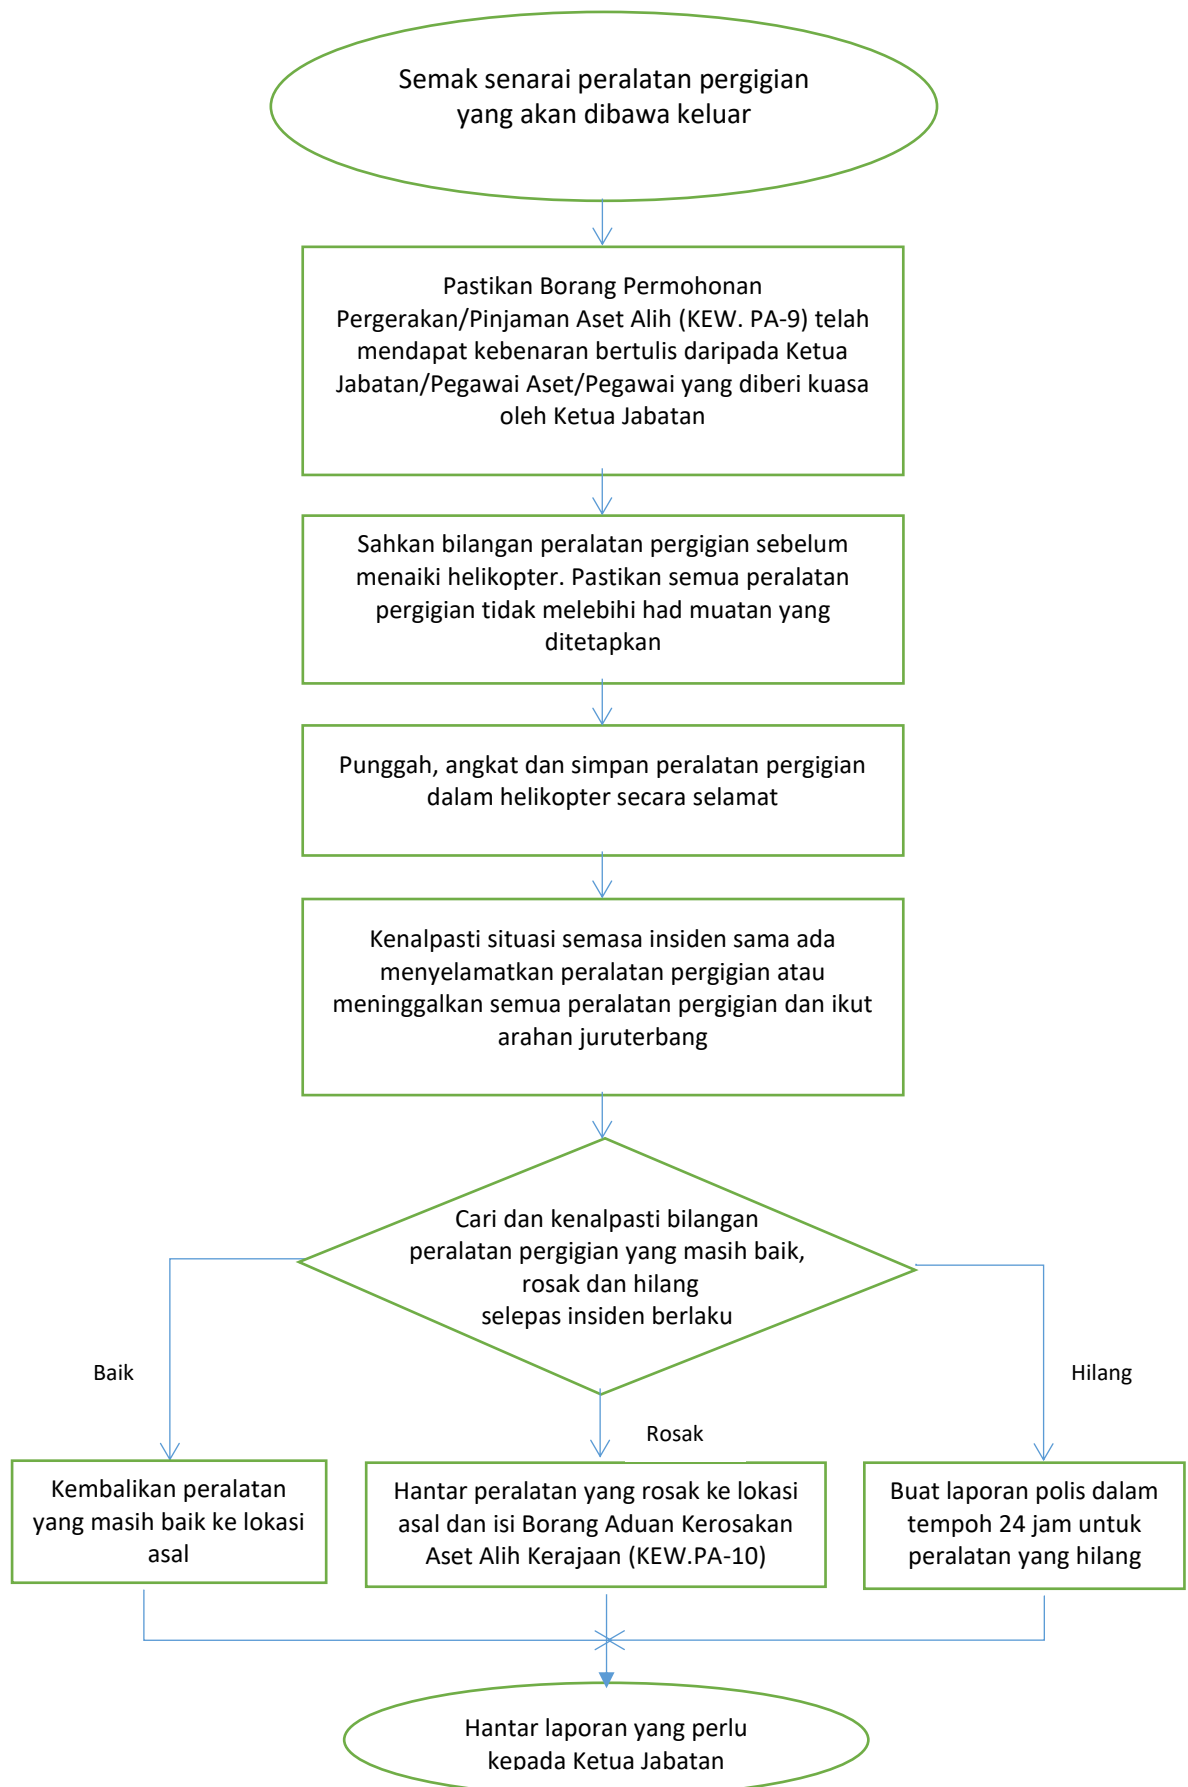 Semak senarai peralatan pergigian
yang akan dibawa keluar
Pastikan Borang Permohonan
Pergerakan/Pinjaman Aset Alih (KEW. PA-9) telah
mendapat kebenaran bertulis daripada Ketua
Jabatan/Pegawai Aset/Pegawai yang diberi kuasa
oleh Ketua Jabatan
Sahkan bilangan peralatan pergigian sebelum
menaiki helikopter. Pastikan semua peralatan
pergigian tidak melebihi had muatan yang
ditetapkan
Punggah, angkat dan simpan peralatan pergigian
dalam helikopter secara selamat
Kenalpasti situasi semasa insiden sama ada
menyelamatkan peralatan pergigian atau
meninggalkan semua peralatan pergigian dan ikut
arahan juruterbang
Cari dan kenalpasti bilangan
peralatan pergigian yang masih baik,
rosak dan hilang
selepas insiden berlaku
Baik
Rosak
Hilang
Kembalikan peralatan
yang masih baik ke lokasi
asal
Hantar peralatan yang rosak ke lokasi
asal dan isi Borang Aduan Kerosakan
Aset Alih Kerajaan (KEW.PA-10)
Buat laporan polis dalam
tempoh 24 jam untuk
peralatan yang hilang
Hantar laporan yang perlu
kepada Ketua Jabatan